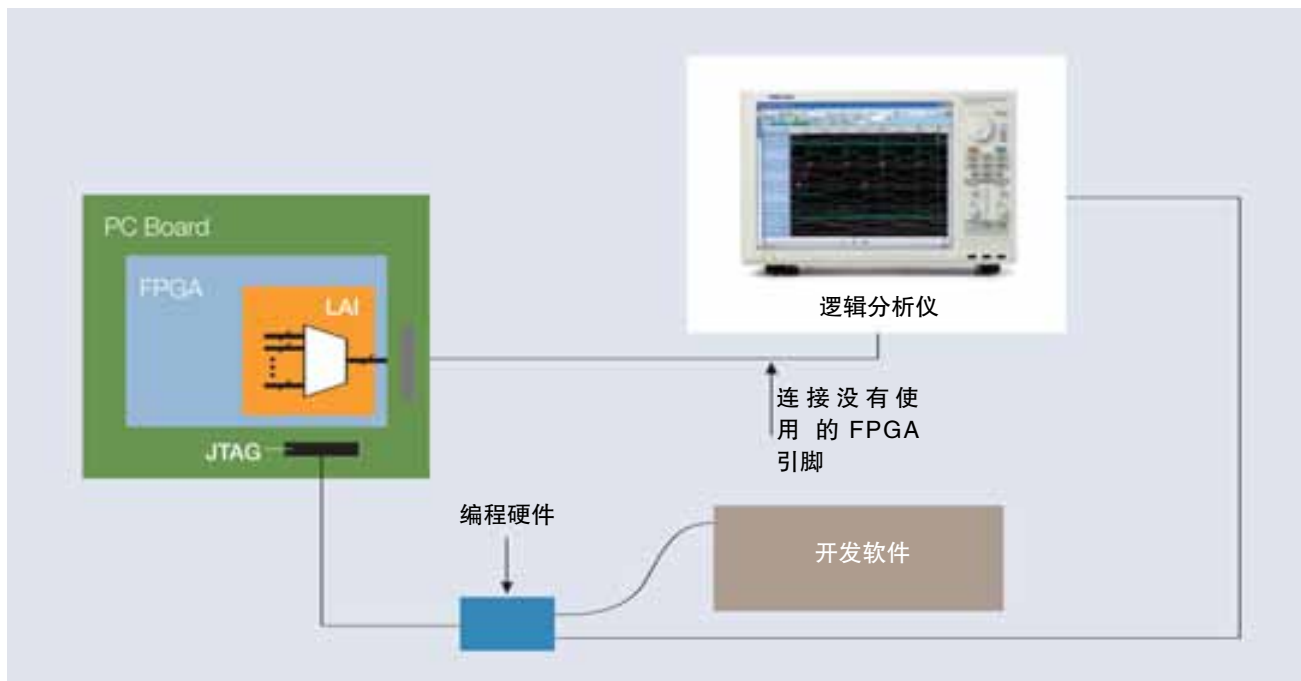 逻辑分析仪
PC Board
FPGA
LAI
连接没有使
用 的 FPGA
引脚
JTAG
编程硬件
开发软件